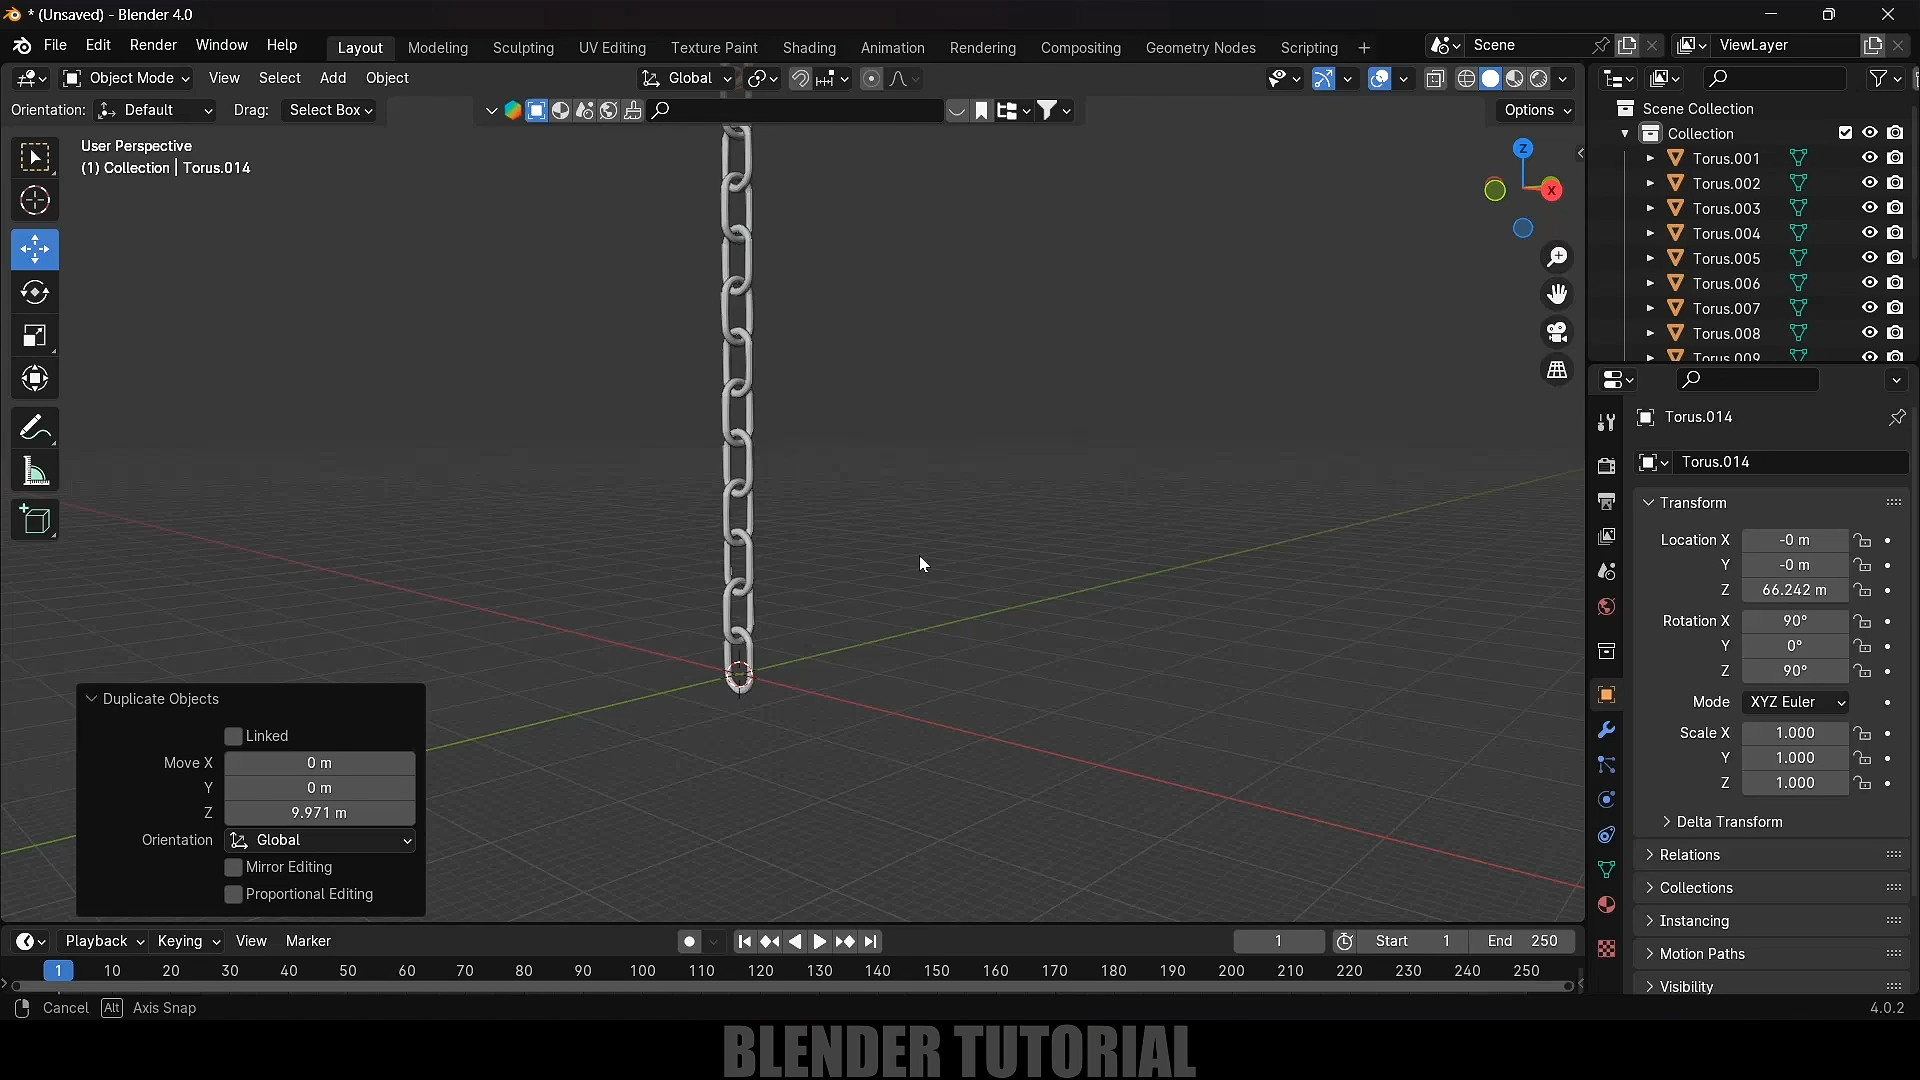 * (Unsaved) - Blender 4.0
File Edit Render Window Help
Layout Modeling Sculpting UV Editing Texture Paint Shading Animation Rendering Compositing Geometry Nodes Scripting +
Scene
ViewLayer
Object Mode View Select Add Object
Global
Orientation: Default Drag: Select Box
Options
User Perspective
(1) Collection | Torus.014
Z
X
Scene Collection
Collection
Torus.001
Torus.002
Torus.003
Torus.004
Torus.005
Torus.006
Torus.007
Torus.008
Torus.009
Torus.014
Torus.014
Transform
Location X -0 m
Y -0 m
Z 66.242 m
Rotation X 90°
Y 0°
Z 90°
Mode XYZ Euler
Scale X 1.000
Y 1.000
Z 1.000
Delta Transform
Relations
Collections
Instancing
Motion Paths
Visibility
Duplicate Objects
Linked
Move X 0 m
Y 0 m
Z 9.971 m
Orientation Global
Mirror Editing
Proportional Editing
Playback Keying View Marker
1 Start 1 End 250
1 10 20 30 40 50 60 70 80 90 100 110 120 130 140 150 160 170 180 190 200 210 220 230 240 250
Cancel Alt Axis Snap
4.0.2
BLENDER TUTORIAL